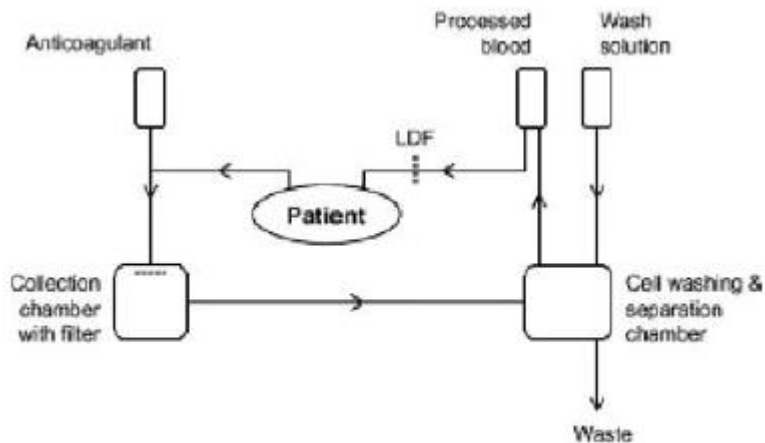 Anticoagulant
Processed
blood
Wash
solution
LDF
Patient
Collection
chamber
with filter
Cell washing &
separation
chamber
Waste